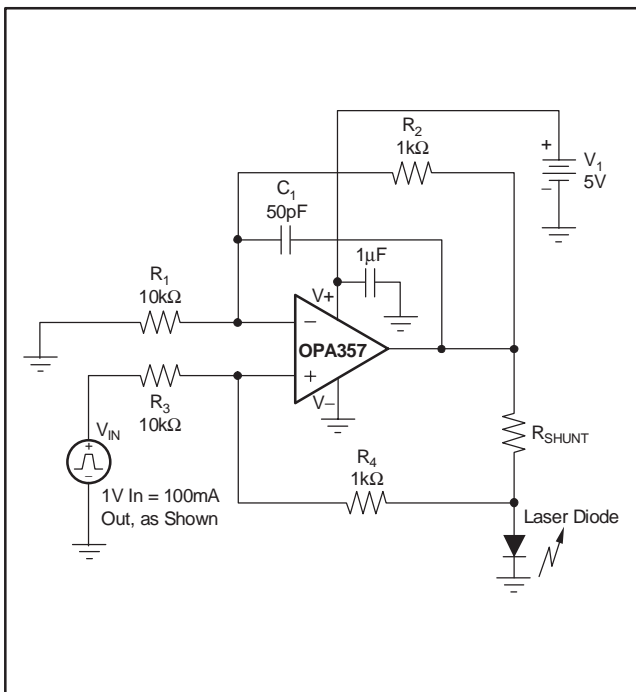 R2
1kΩ
+
V1
5V
−
C1
50pF
1μF
R1
10kΩ
V+
−
OPA357
+
V−
R3
10kΩ
VIN
+
−
1V In = 100mA
Out, as Shown
R4
1kΩ
RSHUNT
Laser Diode